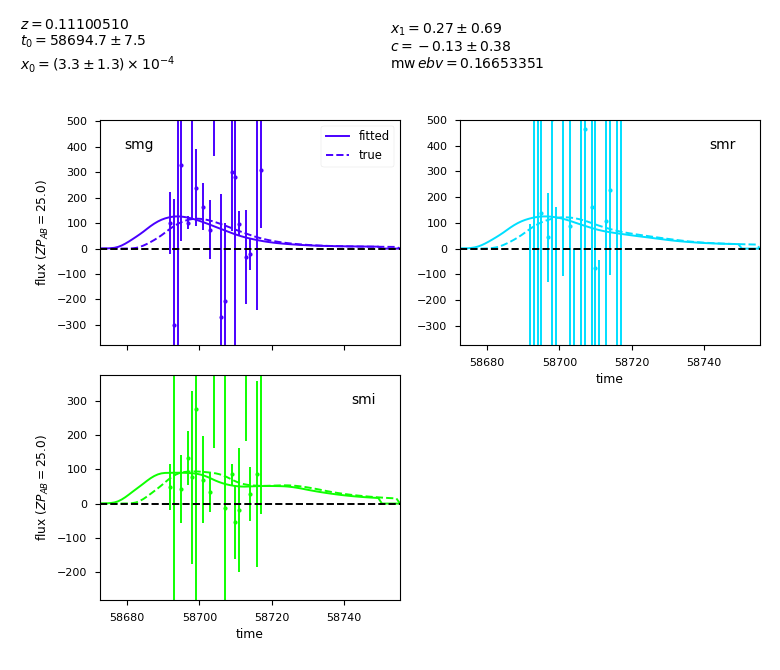 z = 0.11100510
t₀ = 58694.7 ± 7.5
x₀ = (3.3 ± 1.3) × 10⁻⁴
x₁ = 0.27 ± 0.69
c = −0.13 ± 0.38
mw ebv = 0.16653351
500
400
300
200
100
0
−100
−200
−300
flux (ZP_AB = 25.0)
smg
fitted
true
500
400
300
200
100
0
−100
−200
−300
smr
58680
58700
58720
58740
time
300
200
100
0
−100
−200
flux (ZP_AB = 25.0)
smi
58680
58700
58720
58740
time